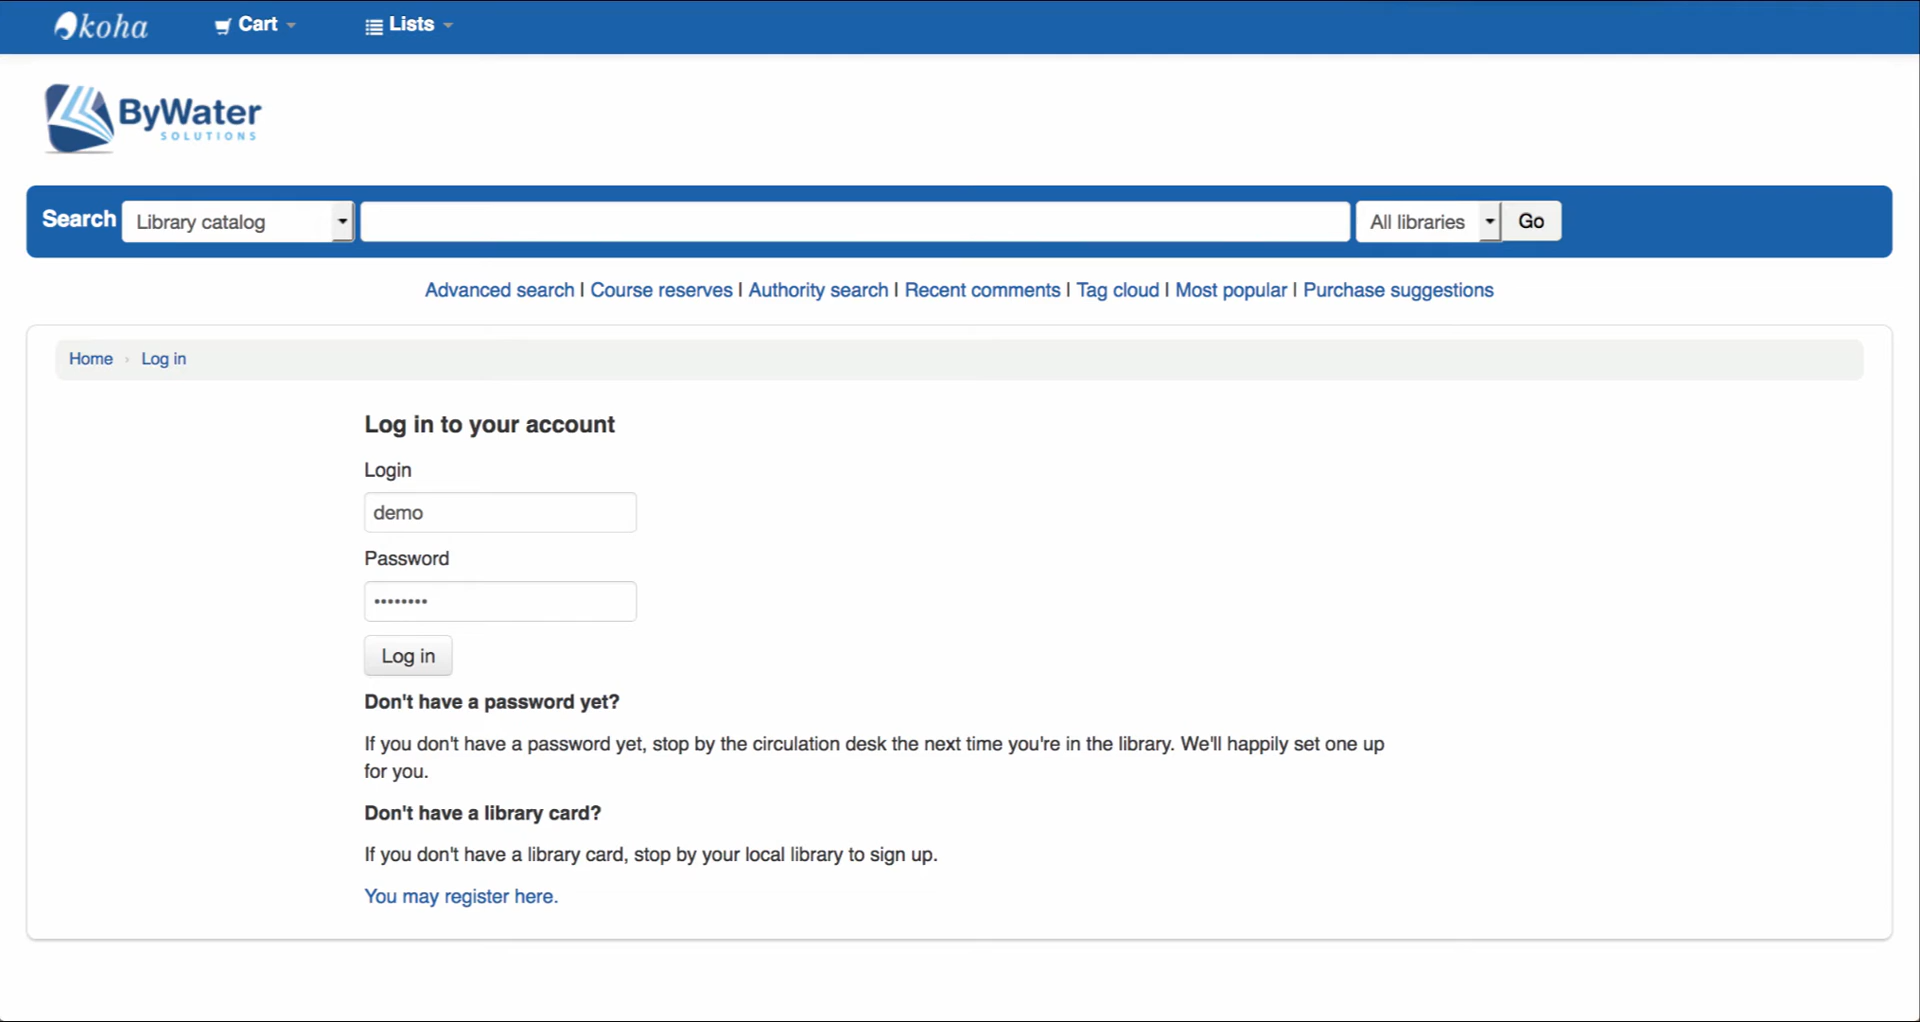 koha Cart Lists
ByWater
SOLUTIONS
Search Library catalog All libraries Go
Advanced search | Course reserves | Authority search | Recent comments | Tag cloud | Most popular | Purchase suggestions
Home › Log in
Log in to your account
Login
demo
Password
••••••••
Log in
Don't have a password yet?
If you don't have a password yet, stop by the circulation desk the next time you're in the library. We'll happily set one up
for you.
Don't have a library card?
If you don't have a library card, stop by your local library to sign up.
You may register here.